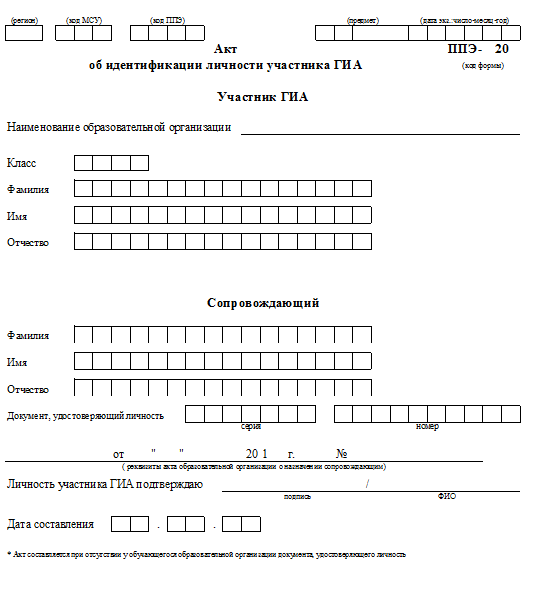 (регион) (код МСУ) (код ППЭ) (предмет) (дата экз.:число-месяц-год)
Акт ППЭ- 20
об идентификации личности участника ГИА (код формы)
Участник ГИА
Наименование образовательной организации
Класс
Фамилия
Имя
Отчество
Сопровождающий
Фамилия
Имя
Отчество
Документ, удостоверяющий личность
серия номер
от " " 20 1 г. №
( реквизиты акта образовательной организации о назначении сопровождающим)
Личность участника ГИА подтверждаю /
подпись ФИО
Дата составления . .
* Акт составляется при отсутствии у обучающегося образовательной организации документа, удостоверяющего личность